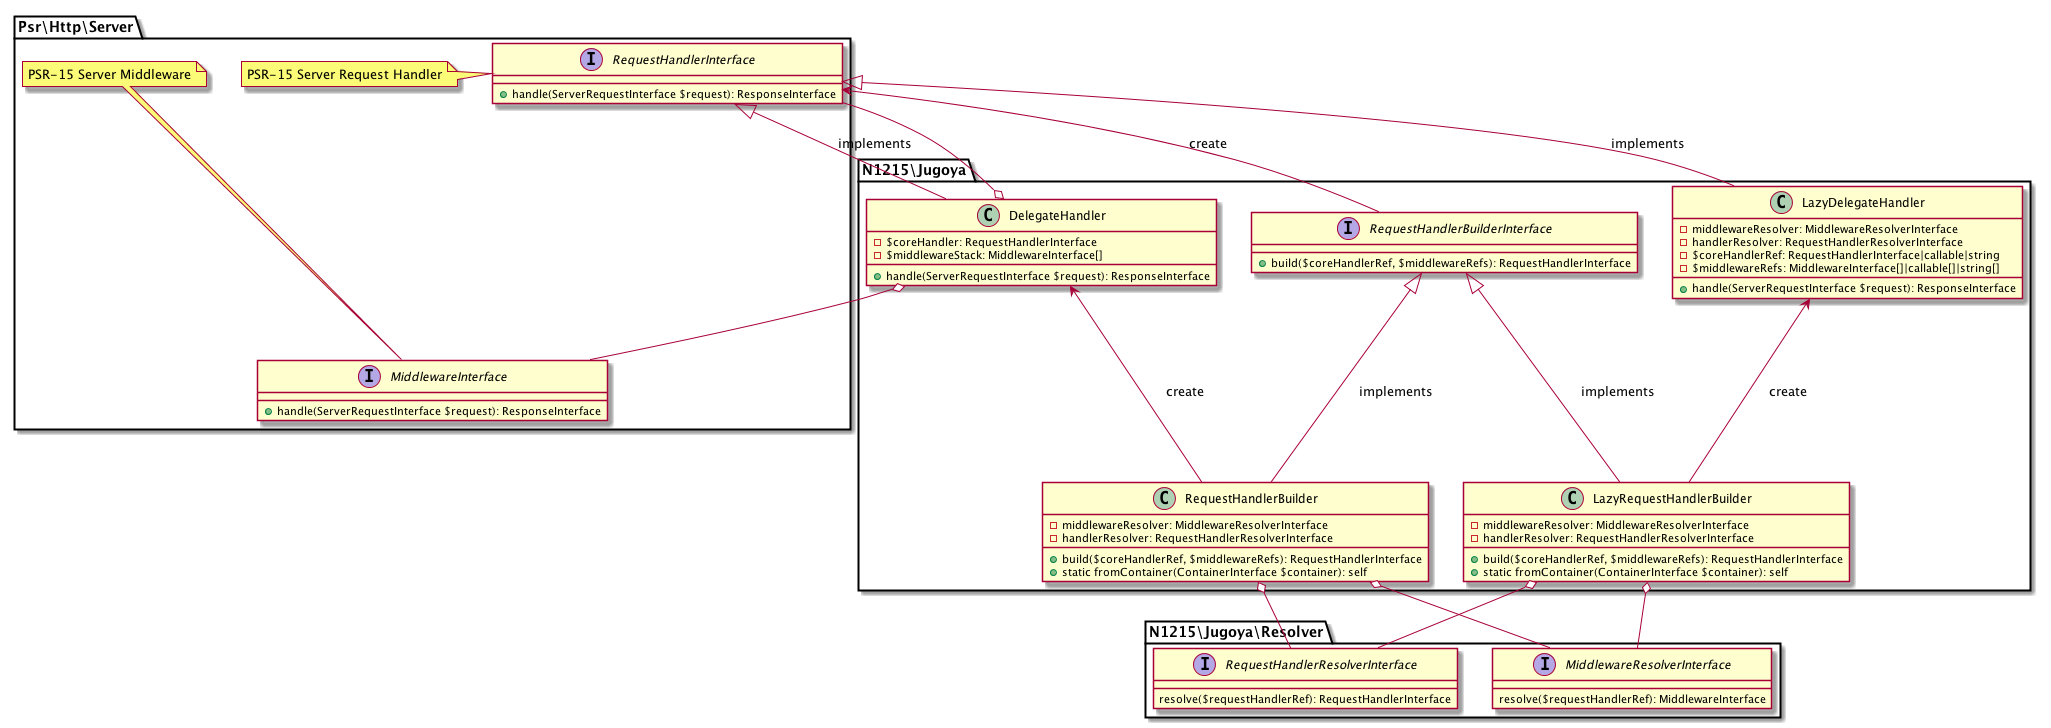 Psr\Http\Server
PSR-15 Server Middleware
PSR-15 Server Request Handler
I RequestHandlerInterface
handle(ServerRequestInterface $request): ResponseInterface
implements
create
implements
N1215\Jugoya
C DelegateHandler
$coreHandler: RequestHandlerInterface
$middlewareStack: MiddlewareInterface[]
handle(ServerRequestInterface $request): ResponseInterface
I RequestHandlerBuilderInterface
build($coreHandlerRef, $middlewareRefs): RequestHandlerInterface
C LazyDelegateHandler
middlewareResolver: MiddlewareResolverInterface
handlerResolver: RequestHandlerResolverInterface
$coreHandlerRef: RequestHandlerInterface|callable|string
$middlewareRefs: MiddlewareInterface[]|callable[]|string[]
handle(ServerRequestInterface $request): ResponseInterface
I MiddlewareInterface
handle(ServerRequestInterface $request): ResponseInterface
create
implements
implements
create
C RequestHandlerBuilder
middlewareResolver: MiddlewareResolverInterface
handlerResolver: RequestHandlerResolverInterface
build($coreHandlerRef, $middlewareRefs): RequestHandlerInterface
static fromContainer(ContainerInterface $container): self
C LazyRequestHandlerBuilder
middlewareResolver: MiddlewareResolverInterface
handlerResolver: RequestHandlerResolverInterface
build($coreHandlerRef, $middlewareRefs): RequestHandlerInterface
static fromContainer(ContainerInterface $container): self
N1215\Jugoya\Resolver
I RequestHandlerResolverInterface
resolve($requestHandlerRef): RequestHandlerInterface
I MiddlewareResolverInterface
resolve($requestHandlerRef): MiddlewareInterface